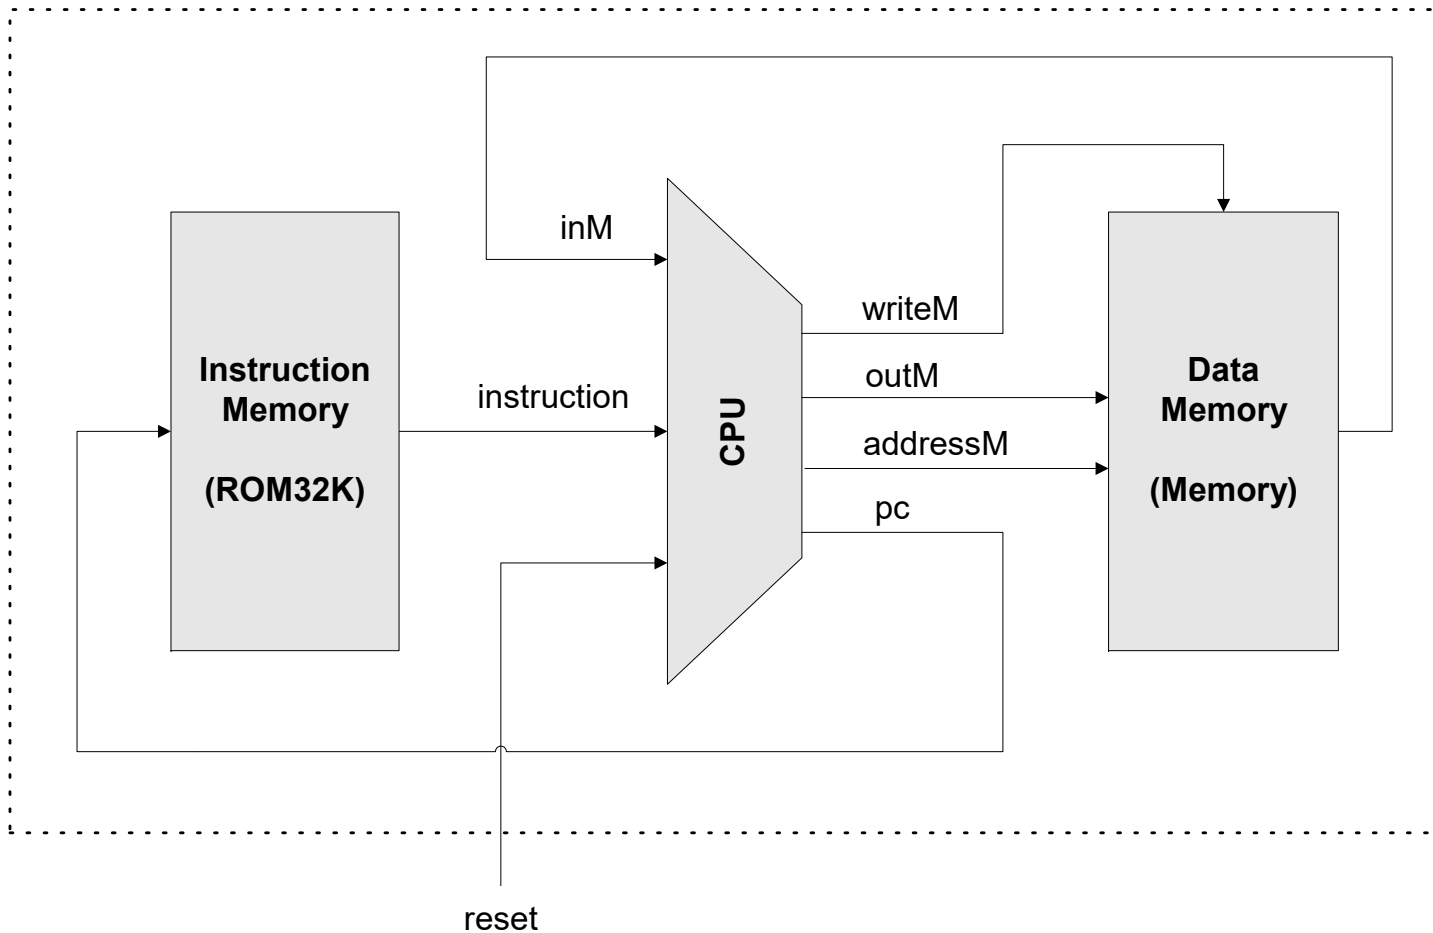 inM
writeM
Instruction
Memory
(ROM32K)
instruction
CPU
outM
addressM
pc
Data
Memory
(Memory)
reset